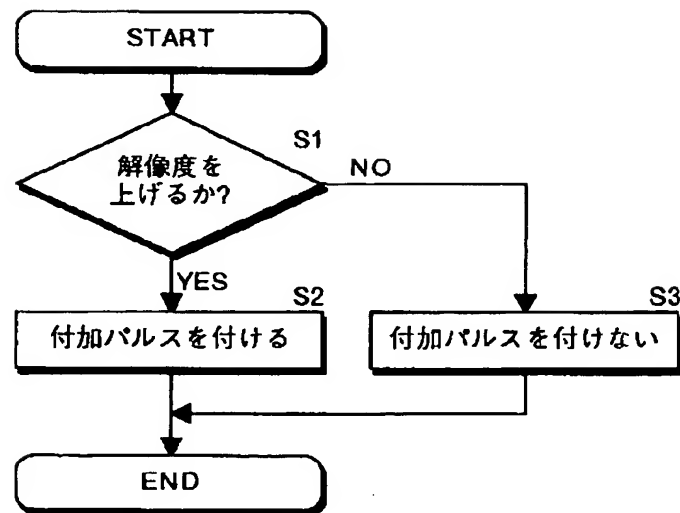 START
S1
解像度を
上げるか?
NO
YES
S2
付加パルスを付ける
S3
付加パルスを付けない
END